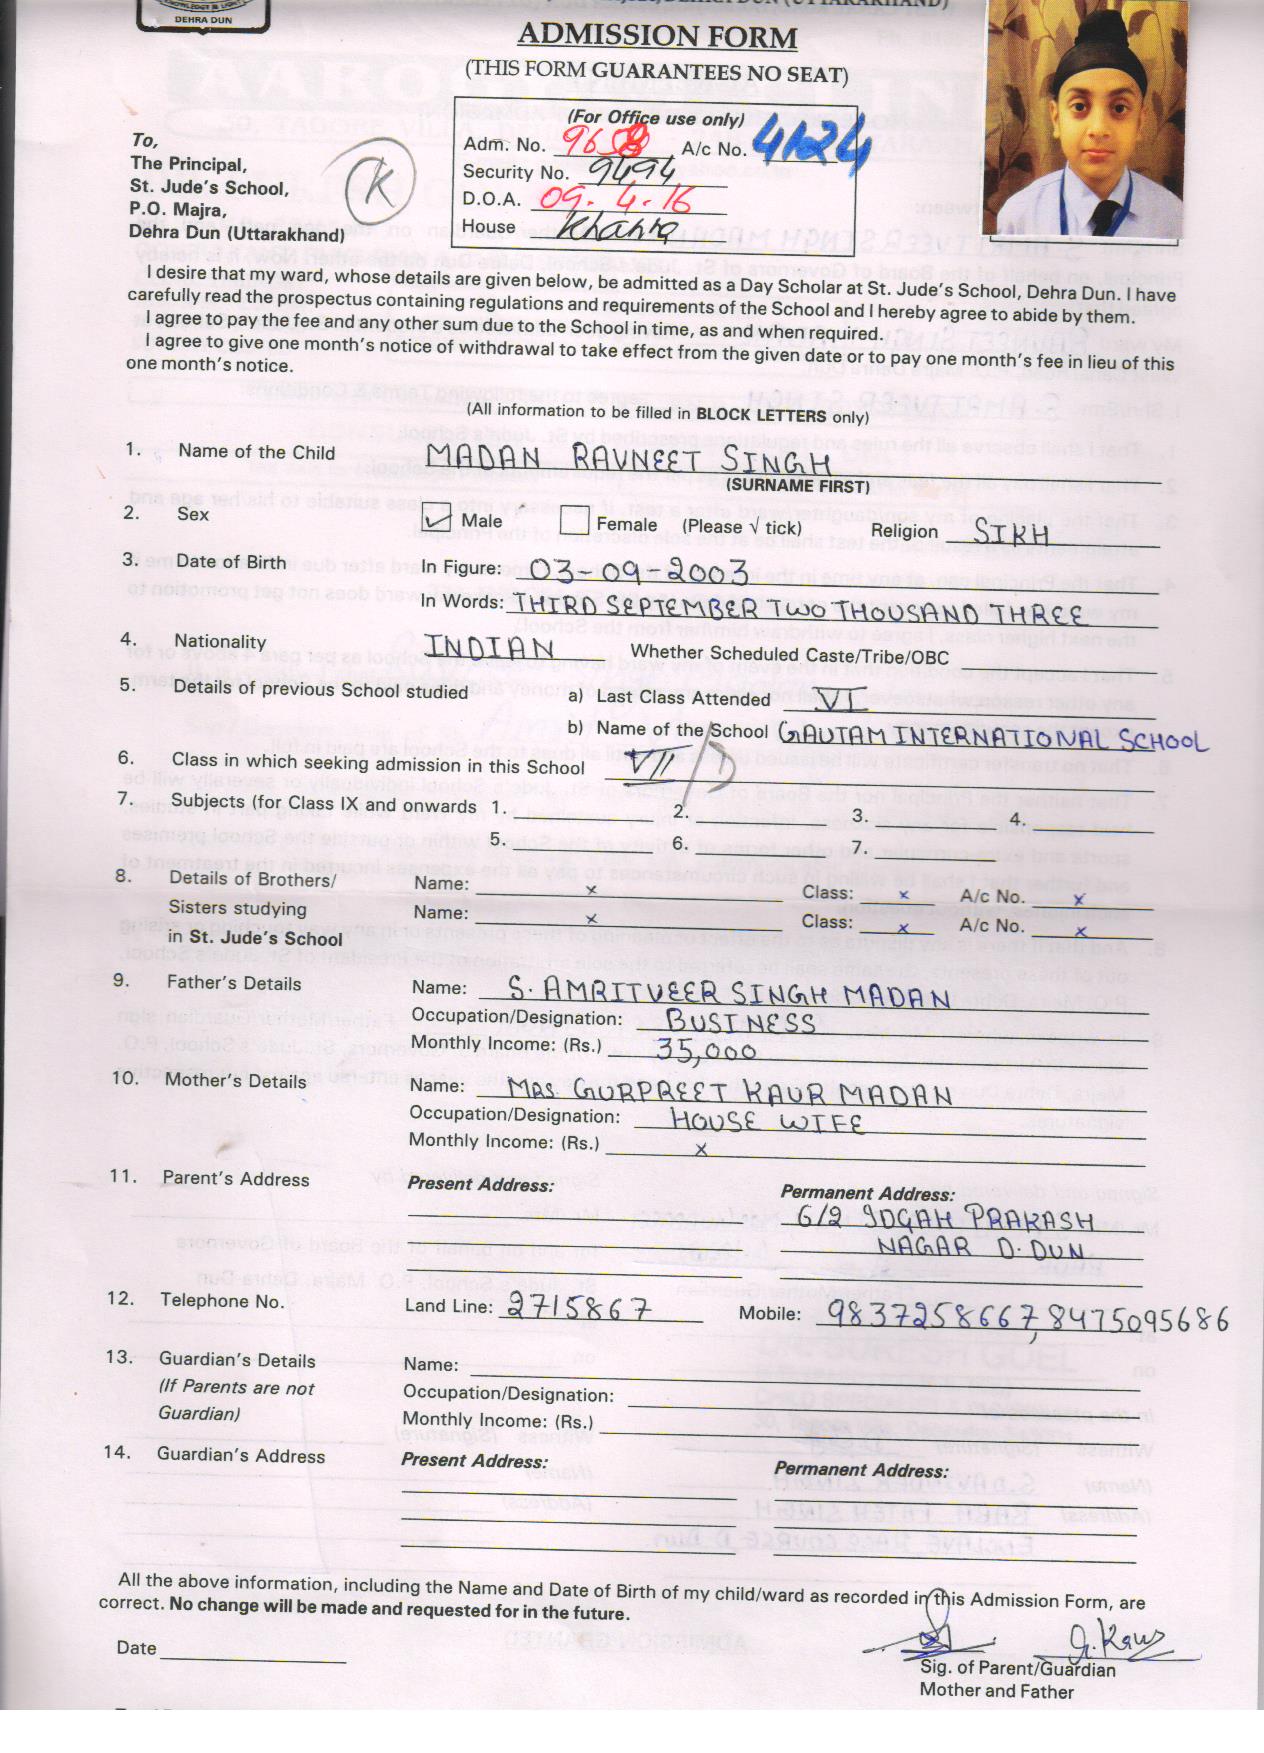 DEHRA DUN
ADMISSION FORM
(THIS FORM GUARANTEES NO SEAT)
(For Office use only)
Adm. No. 9658 A/c No. 4124
Security No. 9494
D.O.A. 09.4.16
House Khanna
K
To,
The Principal,
St. Jude's School,
P.O. Majra,
Dehra Dun (Uttarakhand)
I desire that my ward, whose details are given below, be admitted as a Day Scholar at St. Jude's School, Dehra Dun. I have
carefully read the prospectus containing regulations and requirements of the School and I hereby agree to abide by them.
I agree to pay the fee and any other sum due to the School in time, as and when required.
I agree to give one month's notice of withdrawal to take effect from the given date or to pay one month's fee in lieu of this
one month's notice.
(All information to be filled in BLOCK LETTERS only)
1. Name of the Child MADAN RAVNEET SINGH
(SURNAME FIRST)
2. Sex Male Female (Please √ tick) Religion SIKH
3. Date of Birth In Figure: 03-09-2003
In Words: THIRD SEPTEMBER TWO THOUSAND THREE
4. Nationality INDIAN Whether Scheduled Caste/Tribe/OBC
5. Details of previous School studied a) Last Class Attended VI
b) Name of the School GAUTAM INTERNATIONAL SCHOOL
6. Class in which seeking admission in this School VII/D
7. Subjects (for Class IX and onwards 1. 2. 3. 4.
5. 6. 7.
8. Details of Brothers/ Name: x Class: x A/c No. x
Sisters studying Name: x Class: x A/c No. x
in St. Jude's School
9. Father's Details Name: S. AMRITVEER SINGH MADAN
Occupation/Designation: BUSINESS
Monthly Income: (Rs.) 35,000
10. Mother's Details Name: MRS. GURPREET KAUR MADAN
Occupation/Designation: HOUSE WIFE
Monthly Income: (Rs.) x
11. Parent's Address Present Address: Permanent Address:
6/2 IDGAH PRAKASH
NAGAR D.DUN
12. Telephone No. Land Line: 2715867 Mobile: 9837258667, 8475095686
13. Guardian's Details Name:
(If Parents are not Occupation/Designation:
Guardian) Monthly Income: (Rs.)
14. Guardian's Address Present Address: Permanent Address:
All the above information, including the Name and Date of Birth of my child/ward as recorded in this Admission Form, are
correct. No change will be made and requested for in the future.
Date G. Kaur
Sig. of Parent/Guardian
Mother and Father